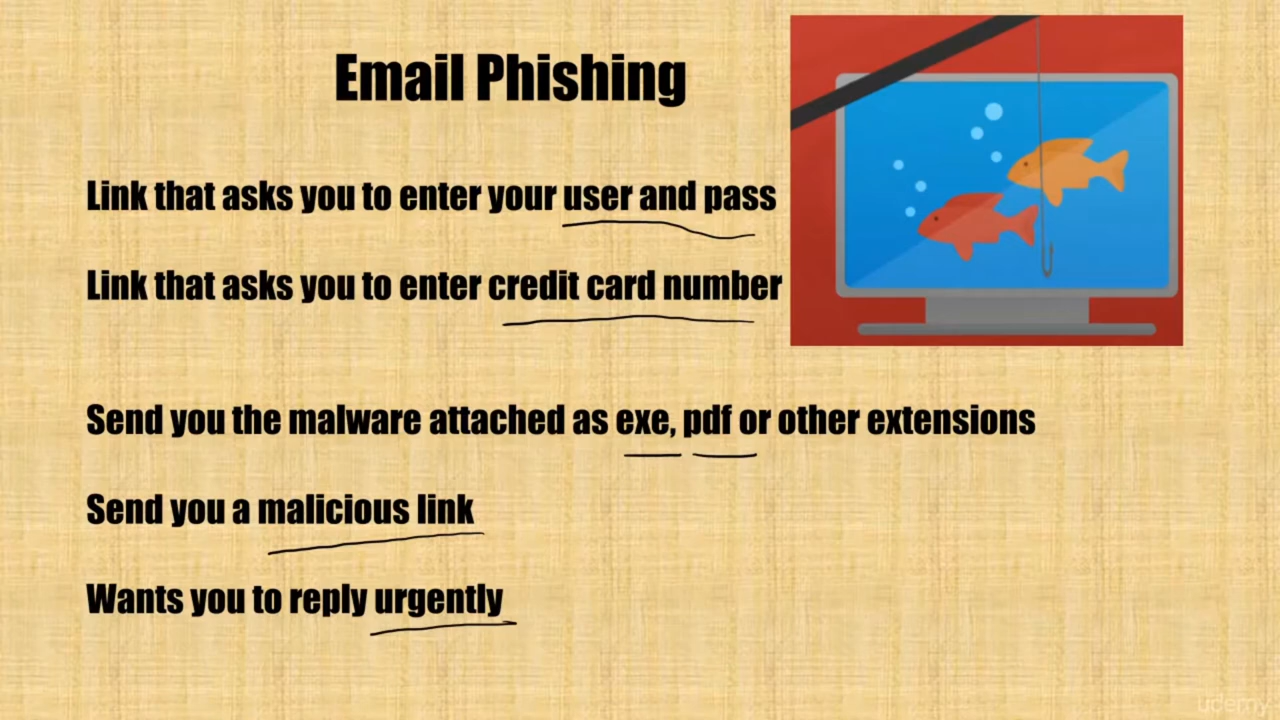 Email Phishing
Link that asks you to enter your user and pass
Link that asks you to enter credit card number
Send you the malware attached as exe, pdf or other extensions
Send you a malicious link
Wants you to reply urgently
udemy